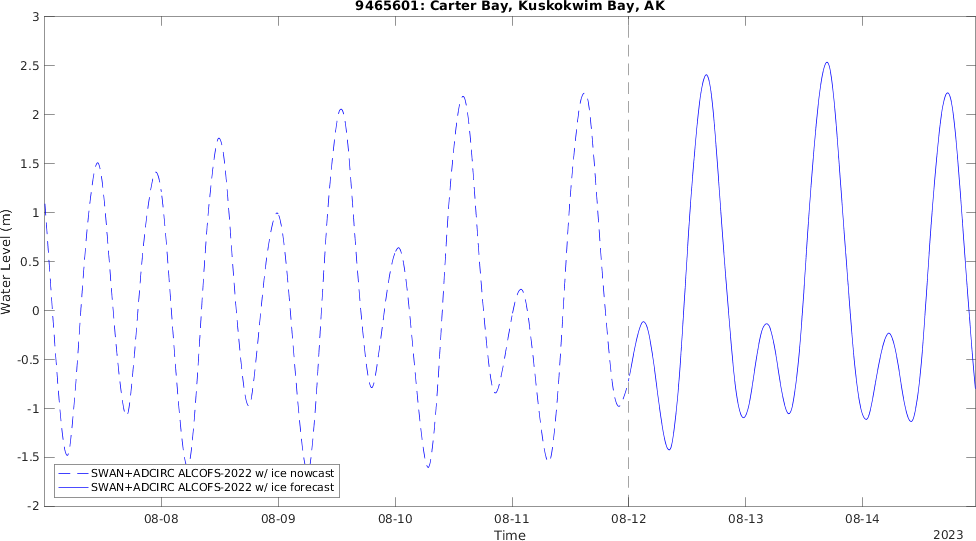 9465601: Carter Bay, Kuskokwim Bay, AK
3
2.5
2
1.5
1
0.5
0
-0.5
-1
-1.5
-2
Water Level (m)
SWAN+ADCIRC ALCOFS-2022 w/ ice nowcast
SWAN+ADCIRC ALCOFS-2022 w/ ice forecast
08-08 08-09 08-10 08-11 08-12 08-13 08-14
Time
2023